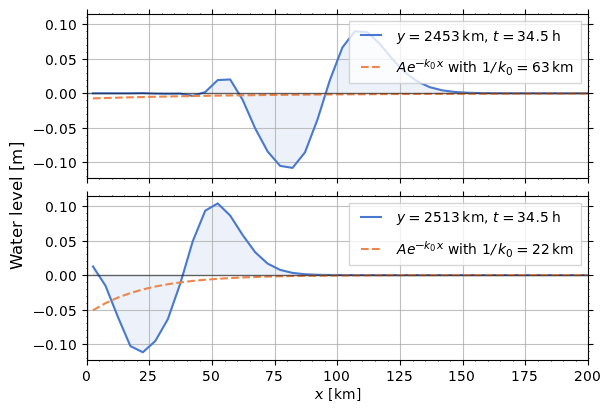 0.10
0.05
0.00
−0.05
−0.10
y = 2453 km, t = 34.5 h
Ae^{−k₀x} with 1/k₀ = 63 km
Water level [m]
0.10
0.05
0.00
−0.05
−0.10
y = 2513 km, t = 34.5 h
Ae^{−k₀x} with 1/k₀ = 22 km
0 25 50 75 100 125 150 175 200
x [km]